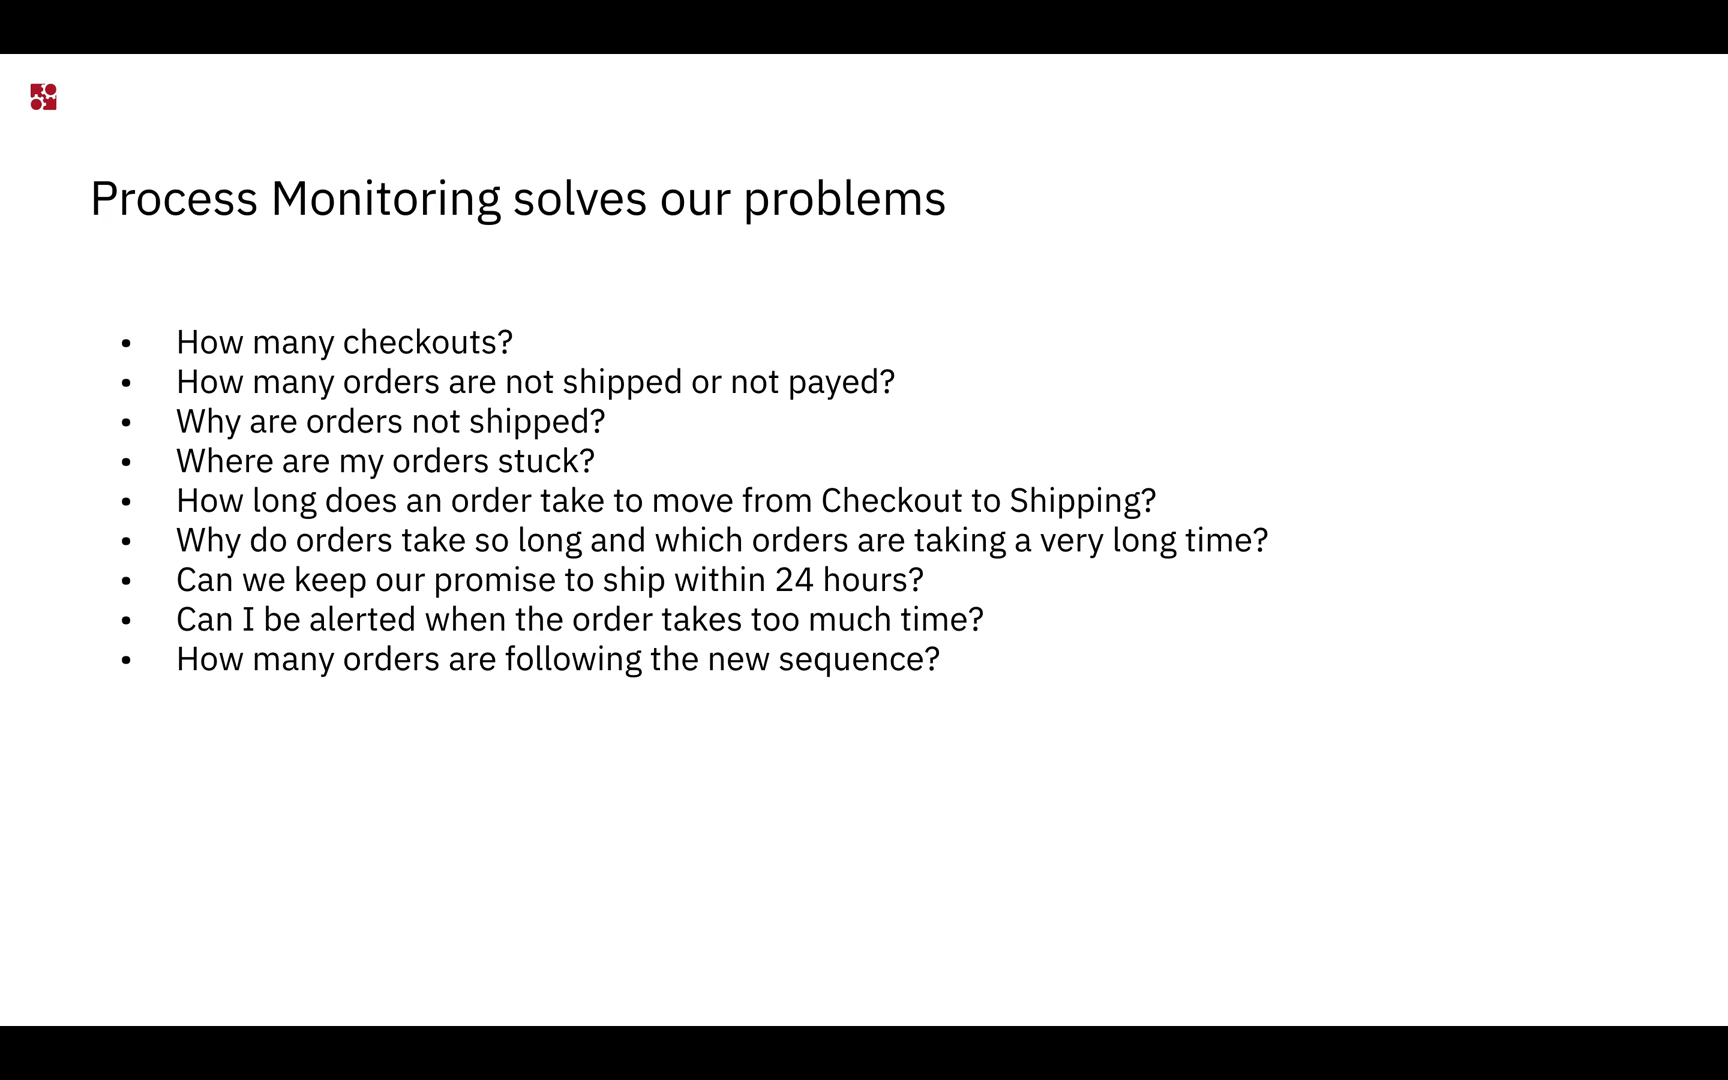 Process Monitoring solves our problems
• How many checkouts?
• How many orders are not shipped or not payed?
• Why are orders not shipped?
• Where are my orders stuck?
• How long does an order take to move from Checkout to Shipping?
• Why do orders take so long and which orders are taking a very long time?
• Can we keep our promise to ship within 24 hours?
• Can I be alerted when the order takes too much time?
• How many orders are following the new sequence?